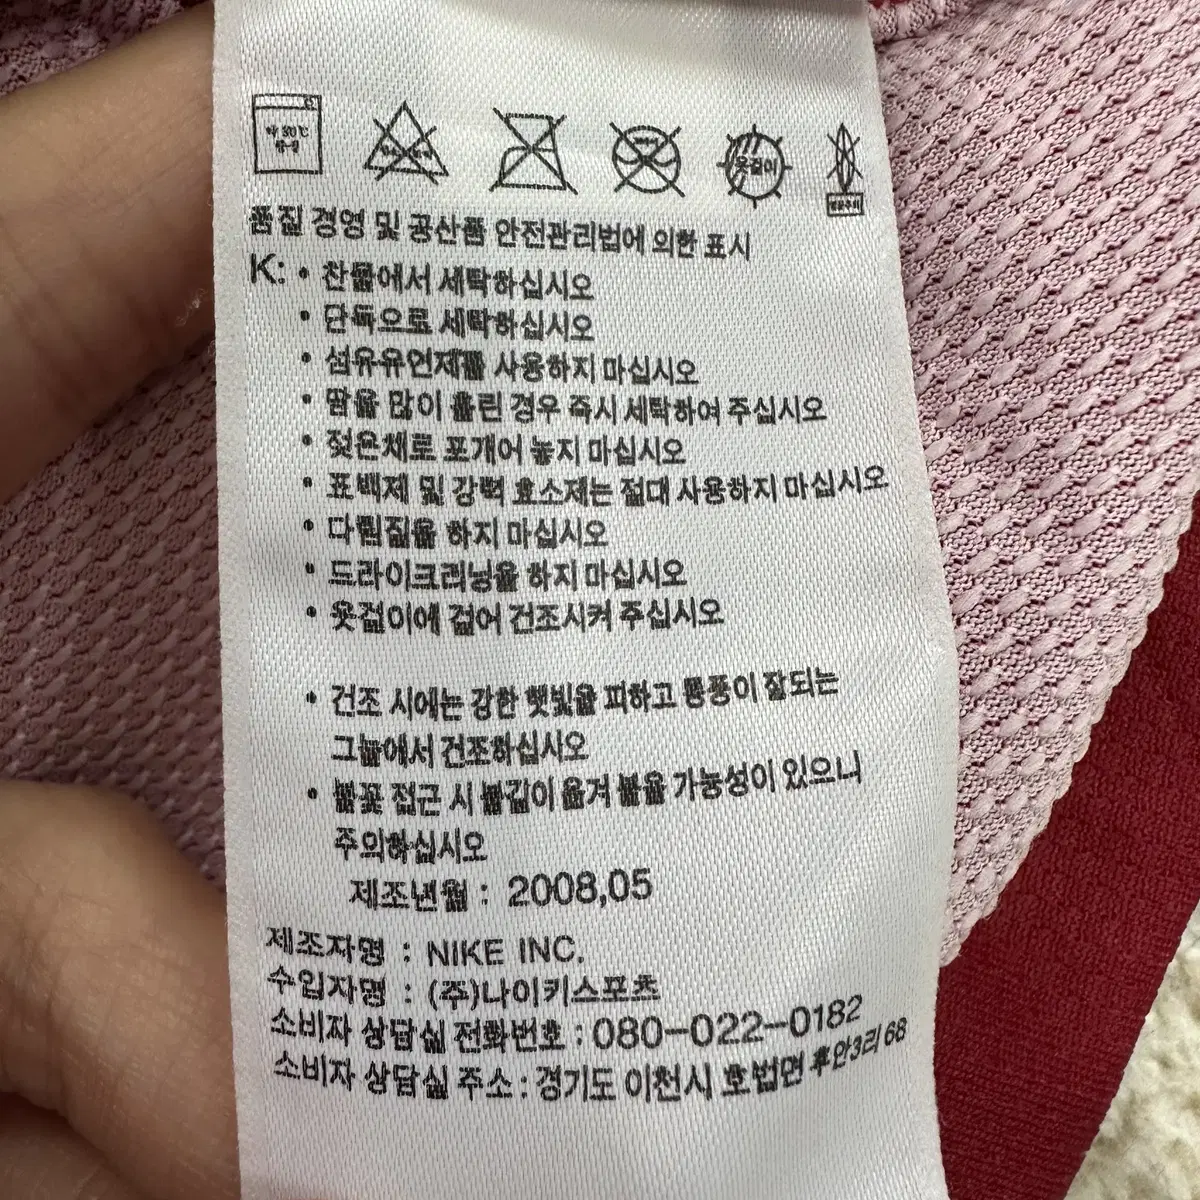 약 30℃
중성
옷걸이
품질 경영 및 공산품 안전관리법에 의한 표시
K: • 찬물에서 세탁하십시오
• 단독으로 세탁하십시오
• 섬유유연제를 사용하지 마십시오
• 땀을 많이 흘린 경우 즉시 세탁하여 주십시오
• 젖은채로 포개어 놓지 마십시오
• 표백제 및 강력 효소제는 절대 사용하지 마십시오
• 다림질을 하지 마십시오
• 드라이크리닝을 하지 마십시오
• 옷걸이에 걸어 건조시켜 주십시오
• 건조 시에는 강한 햇빛을 피하고 통풍이 잘되는
그늘에서 건조하십시오
• 불꽃 접근 시 불길이 옮겨 붙을 가능성이 있으니
주의하십시오
제조년월 : 2008,05
제조자명 : NIKE INC.
수입자명 : (주)나이키스포츠
소비자 상담실 전화번호 : 080-022-0182
소비자 상담실 주소 : 경기도 이천시 호법면 후안3리 68